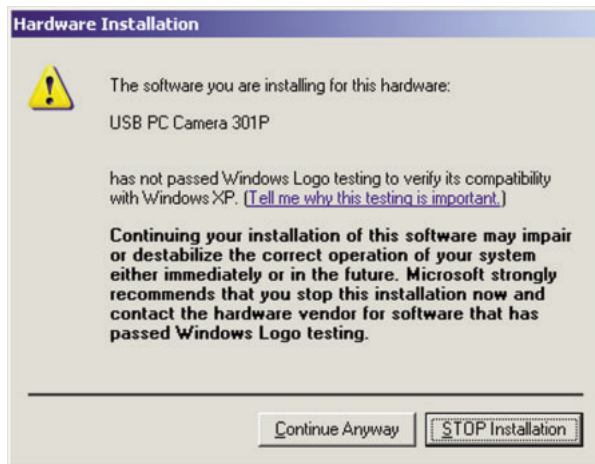 Hardware Installation
The software you are installing for this hardware:
USB PC Camera 301P
has not passed Windows Logo testing to verify its compatibility
with Windows XP. (Tell me why this testing is important.)
Continuing your installation of this software may impair
or destabilize the correct operation of your system
either immediately or in the future. Microsoft strongly
recommends that you stop this installation now and
contact the hardware vendor for software that has
passed Windows Logo testing.
Continue Anyway STOP Installation